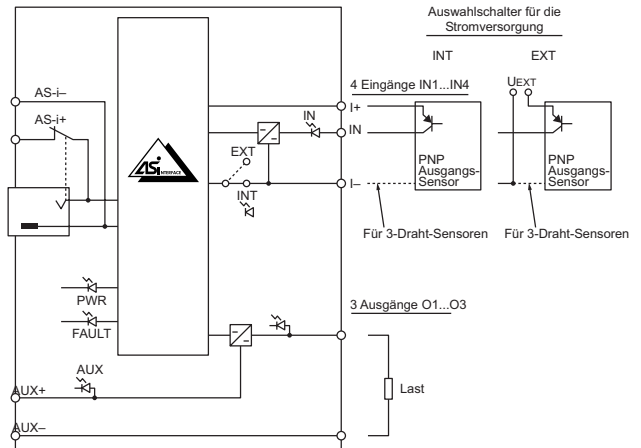 Auswahlschalter für die
Stromversorgung
INT
EXT
4 Eingänge IN1...IN4
UEXT
AS-i–
AS-i+
I+
IN
IN
EXT
INT
I–
PNP
Ausgangs-
Sensor
PNP
Ausgangs-
Sensor
ASi
INTERFACE
Für 3-Draht-Sensoren
Für 3-Draht-Sensoren
PWR
FAULT
3 Ausgänge O1...O3
AUX
AUX+
AUX–
Last